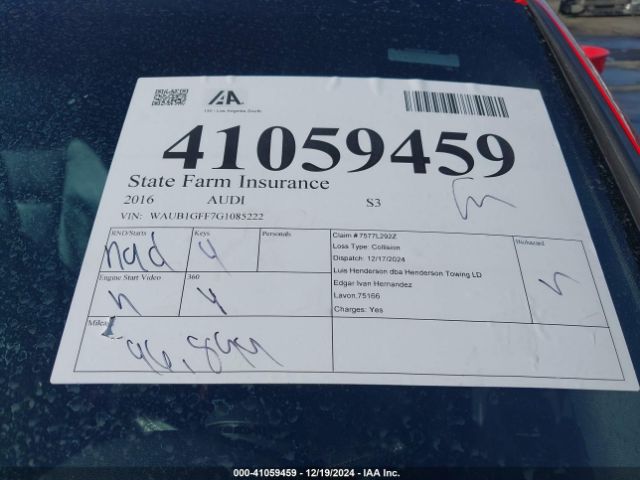 IAA
41059459
State Farm Insurance
2016 AUDI S3
VIN: WAUB1GFF7G1085222
RND/Starts Keys Personals
Claim # 7577L292Z
Loss Type: Collision
Dispatch: 12/17/2024
Luis Henderson dba Henderson Towing LD
Edgar Ivan Hernandez
Lavon,75166
Charges: Yes
Biohazard
y
Engine Start Video 360
n y
Mileage
000-41059459 - 12/19/2024 - IAA Inc.